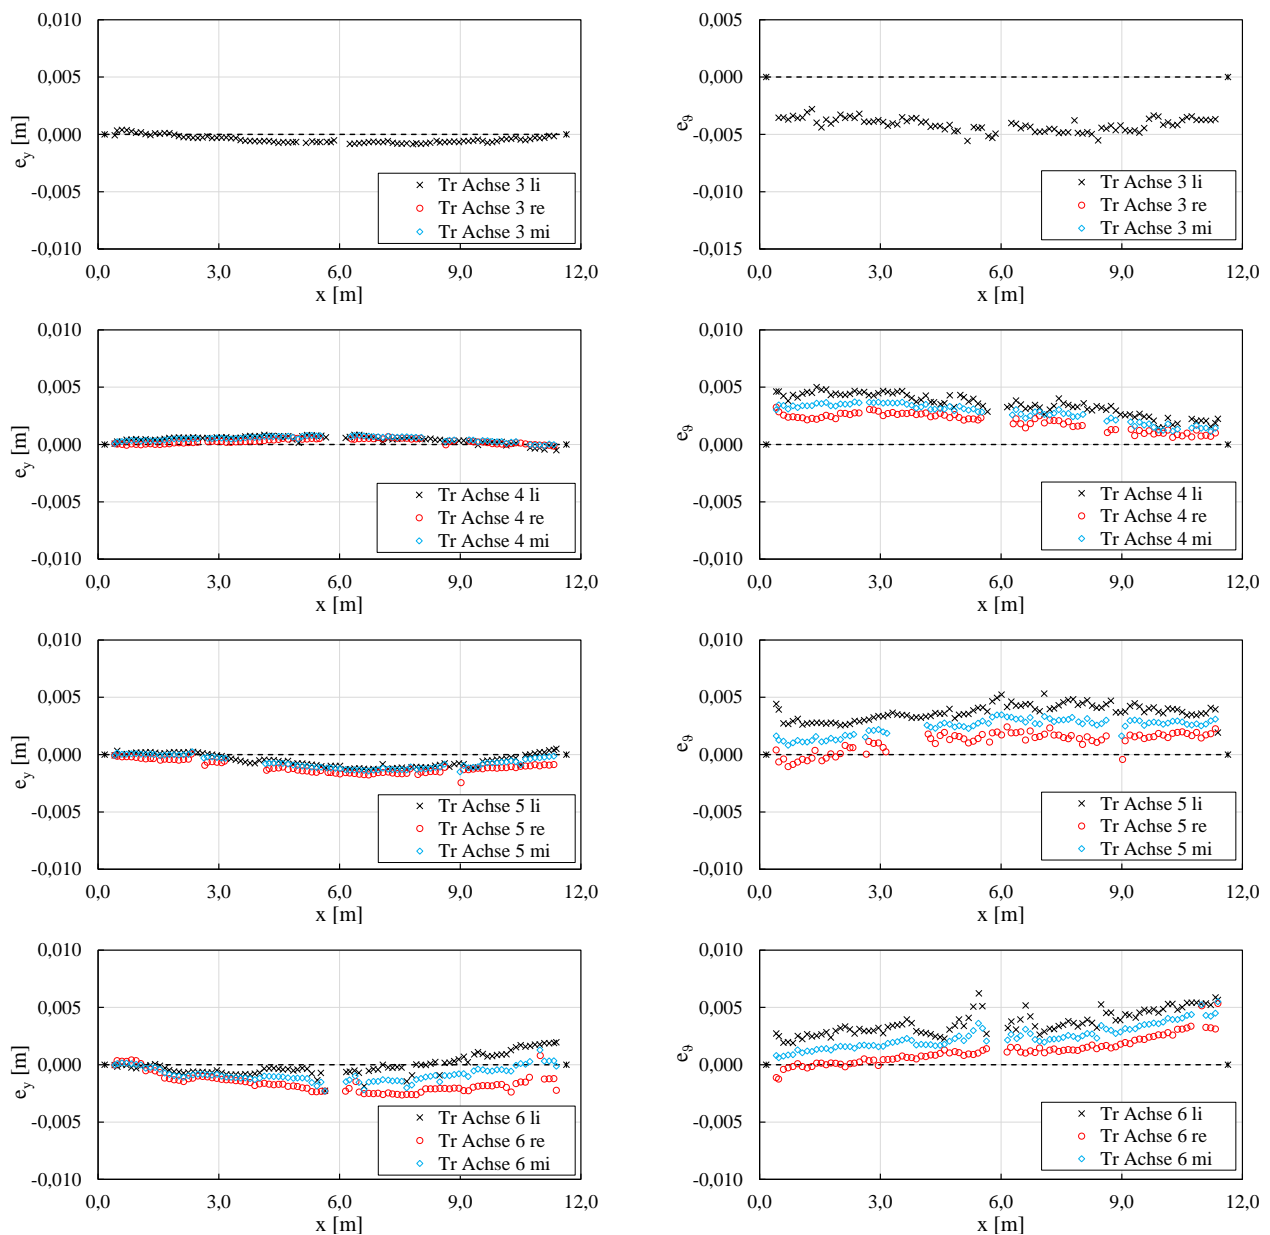 0,010
0,005
0,000
-0,005
-0,010
e_y [m]
Tr Achse 3 li
Tr Achse 3 re
Tr Achse 3 mi
0,0 3,0 6,0 9,0 12,0
x [m]
0,005
0,000
-0,005
-0,010
-0,015
e_ϑ
Tr Achse 3 li
Tr Achse 3 re
Tr Achse 3 mi
0,0 3,0 6,0 9,0 12,0
x [m]
0,010
0,005
0,000
-0,005
-0,010
e_y [m]
Tr Achse 4 li
Tr Achse 4 re
Tr Achse 4 mi
0,0 3,0 6,0 9,0 12,0
x [m]
0,010
0,005
0,000
-0,005
-0,010
e_ϑ
Tr Achse 4 li
Tr Achse 4 re
Tr Achse 4 mi
0,0 3,0 6,0 9,0 12,0
x [m]
0,010
0,005
0,000
-0,005
-0,010
e_y [m]
Tr Achse 5 li
Tr Achse 5 re
Tr Achse 5 mi
0,0 3,0 6,0 9,0 12,0
x [m]
0,010
0,005
0,000
-0,005
-0,010
e_ϑ
Tr Achse 5 li
Tr Achse 5 re
Tr Achse 5 mi
0,0 3,0 6,0 9,0 12,0
x [m]
0,010
0,005
0,000
-0,005
-0,010
e_y [m]
Tr Achse 6 li
Tr Achse 6 re
Tr Achse 6 mi
0,0 3,0 6,0 9,0 12,0
x [m]
0,010
0,005
0,000
-0,005
-0,010
e_ϑ
Tr Achse 6 li
Tr Achse 6 re
Tr Achse 6 mi
0,0 3,0 6,0 9,0 12,0
x [m]